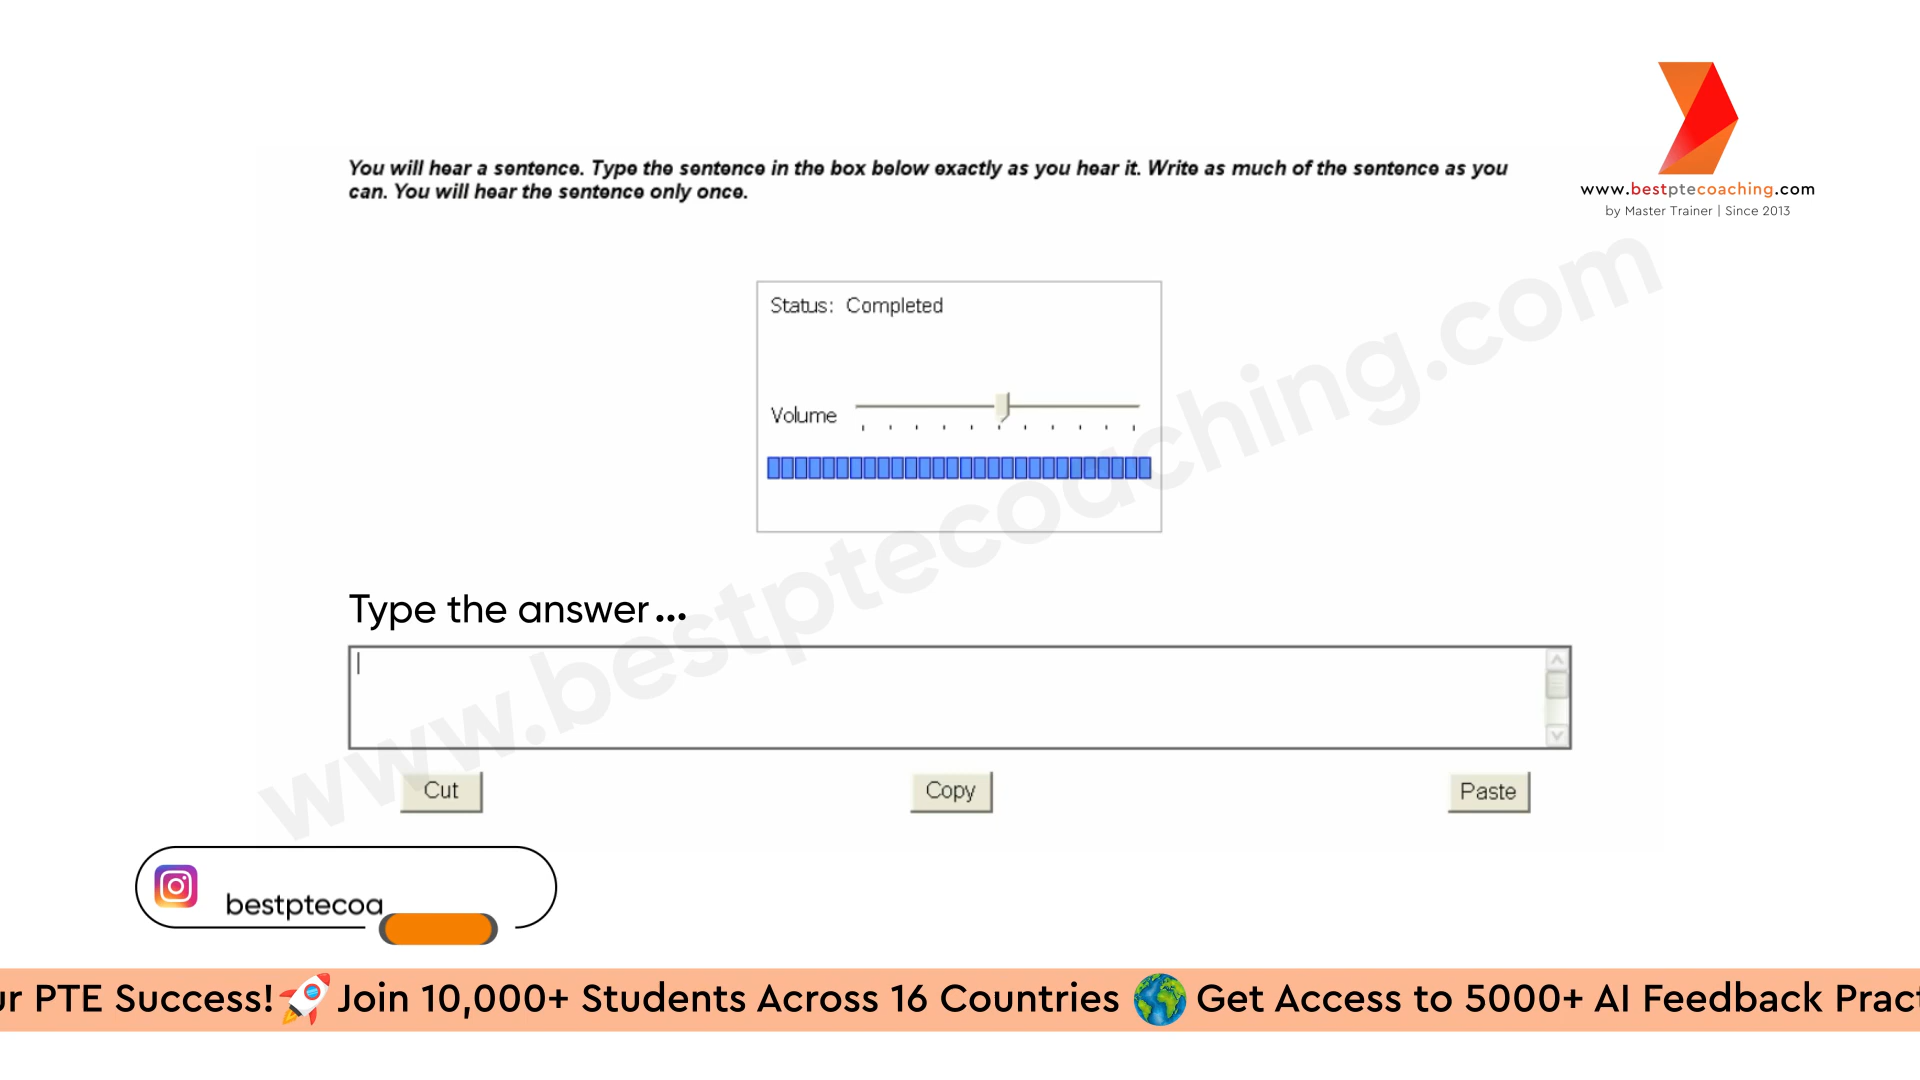 You will hear a sentence. Type the sentence in the box below exactly as you hear it. Write as much of the sentence as you
can. You will hear the sentence only once.
www.bestptecoaching.com
by Master Trainer | Since 2013
Status: Completed
Volume
www.bestptecoaching.com
Type the answer...
Cut
Copy
Paste
bestptecoa
ur PTE Success!🚀 Join 10,000+ Students Across 16 Countries 🌍 Get Access to 5000+ AI Feedback Pract